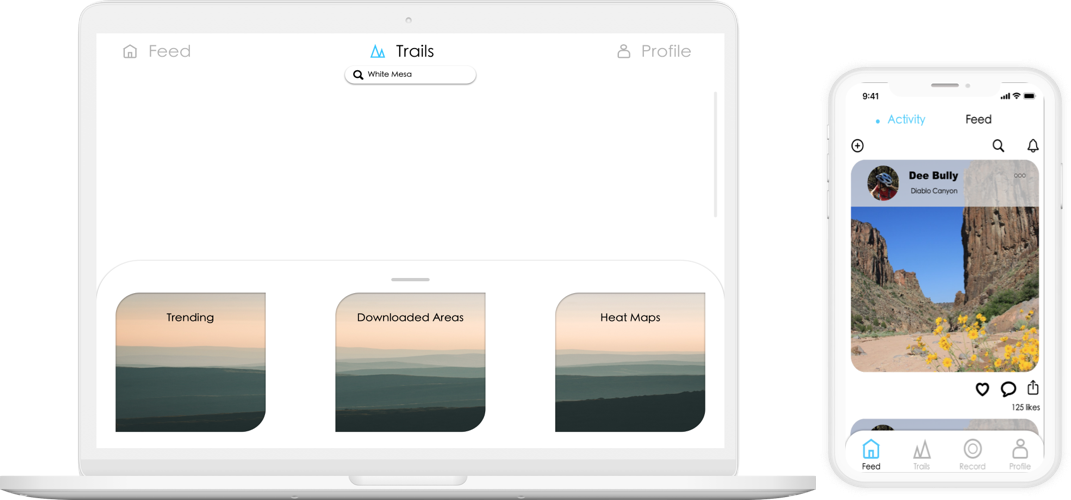 Feed
Trails
Profile
White Mesa
Trending
Downloaded Areas
Heat Maps
9:41
Activity
Feed
Dee Bully
Diablo Canyon
125 likes
Feed
Trails
Record
Profile